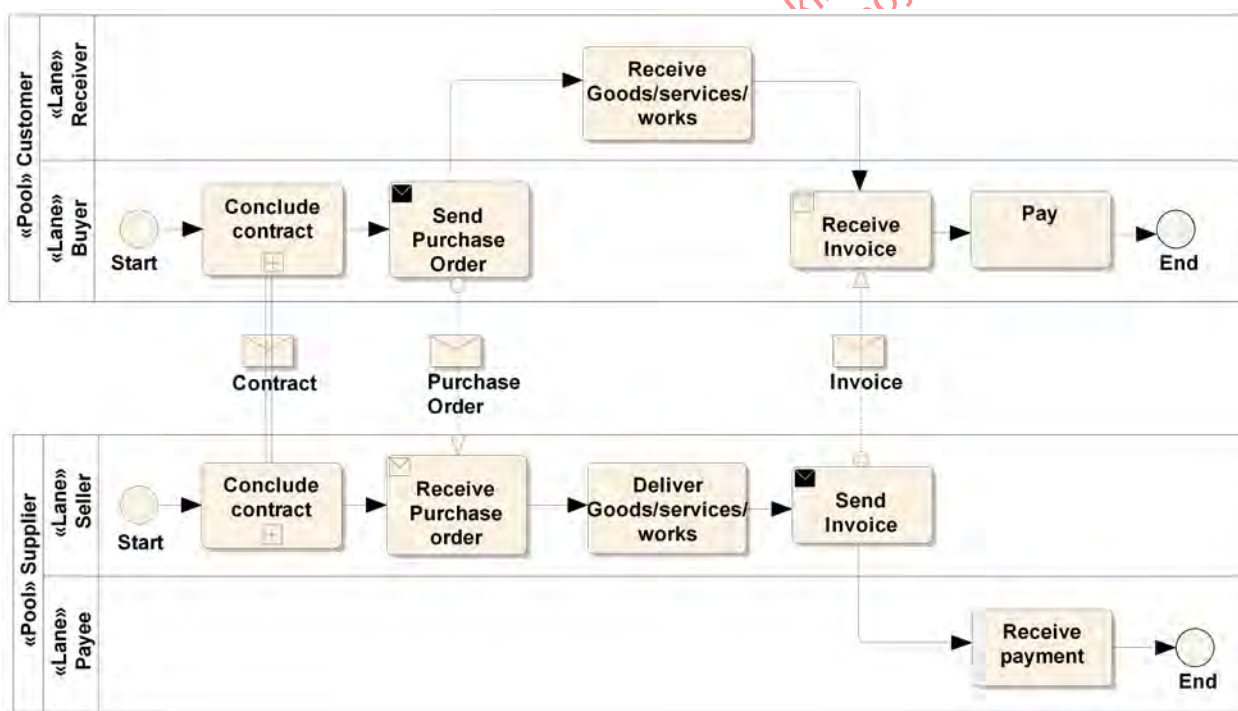 «Pool» Customer
«Lane»
Receiver
Receive
Goods/services/
works
«Lane»
Buyer
Start
Conclude
contract
Send
Purchase
Order
Receive
Invoice
Pay
End
Contract
Purchase
Order
Invoice
«Pool» Supplier
«Lane»
Seller
Start
Conclude
contract
Receive
Purchase
order
Deliver
Goods/services/
works
Send
Invoice
«Lane»
Payee
Receive
payment
End